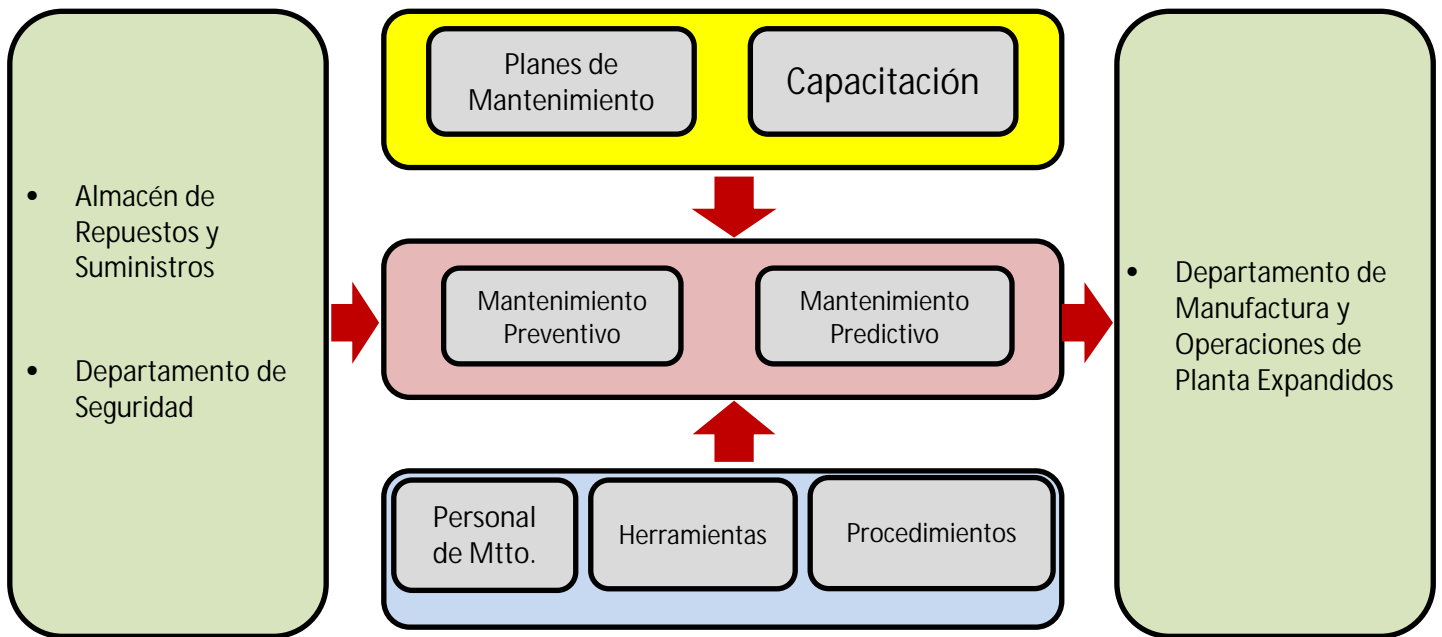 Planes de
Mantenimiento
Capacitación
• Almacén de
Repuestos y
Suministros
• Departamento de
Seguridad
Mantenimiento
Preventivo
Mantenimiento
Predictivo
• Departamento de
Manufactura y
Operaciones de
Planta Expandidos
Personal
de Mtto.
Herramientas
Procedimientos